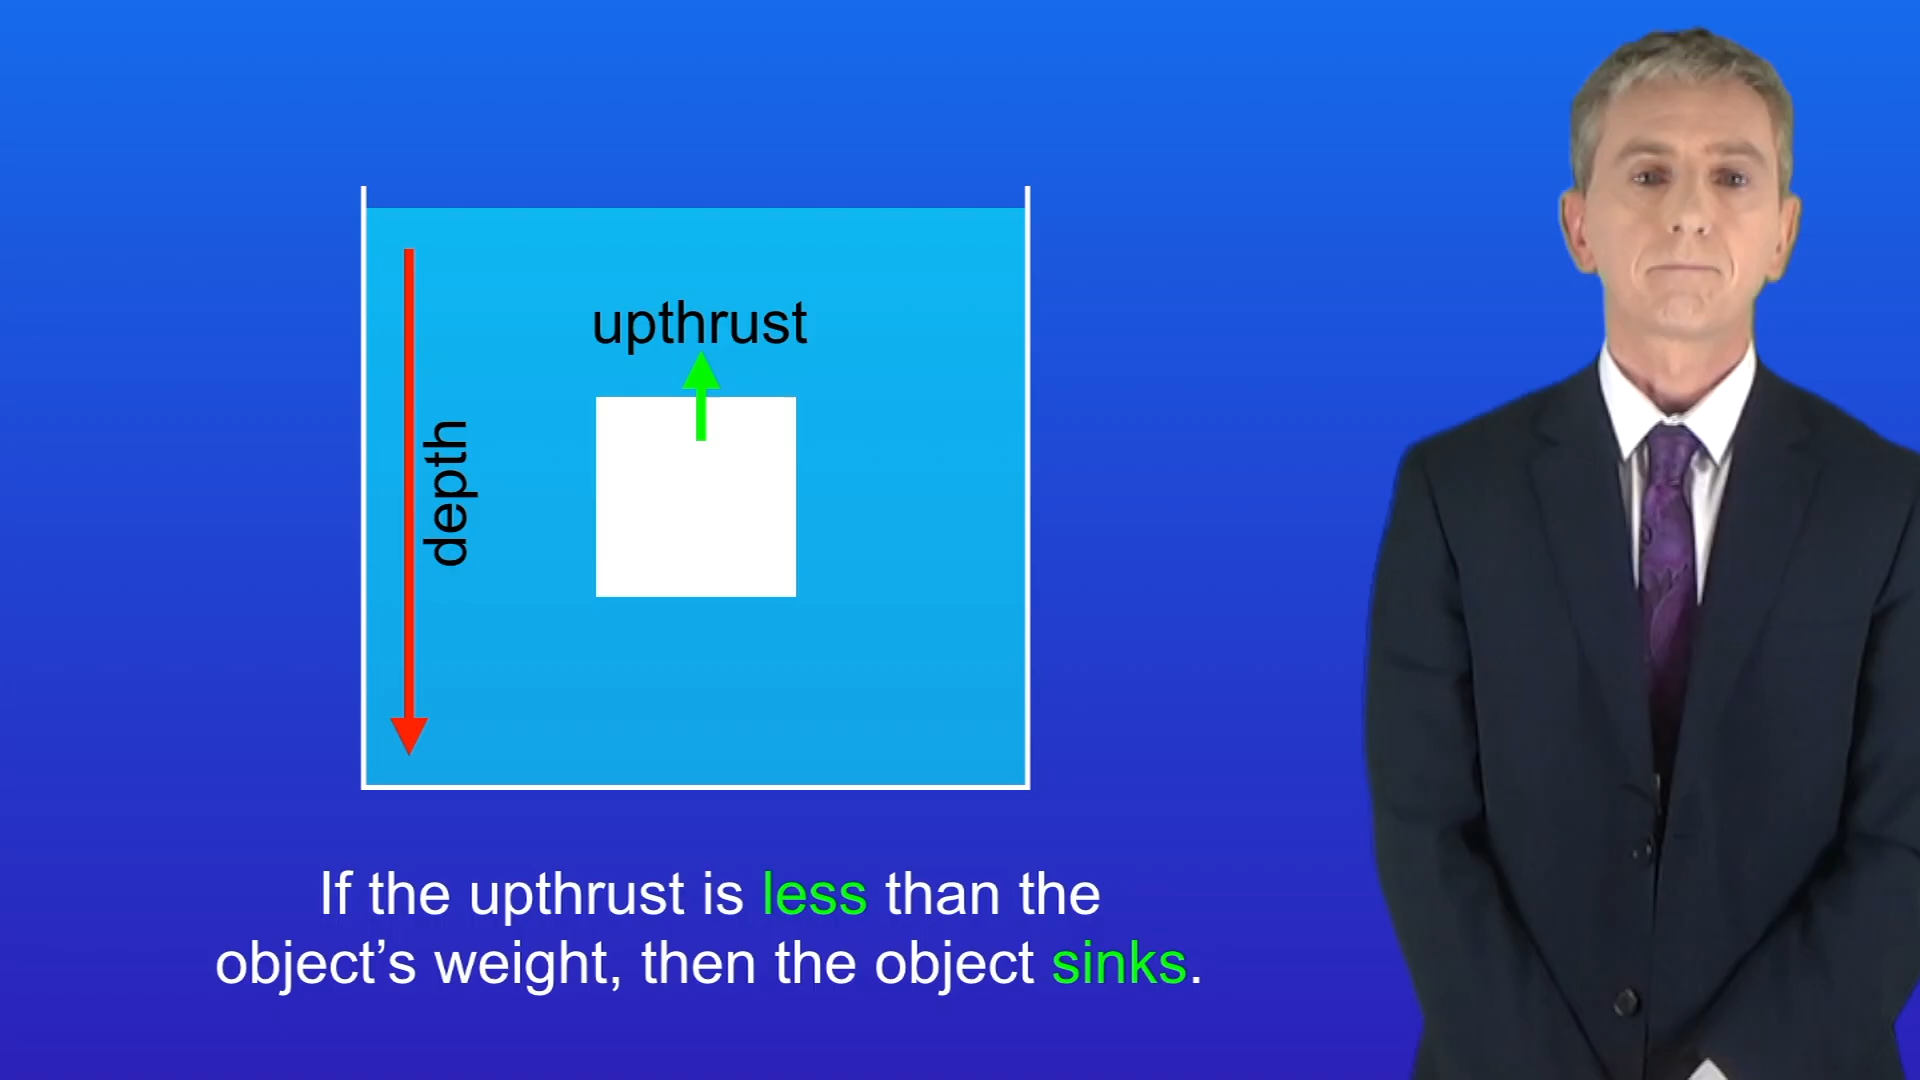 upthrust
depth
If the upthrust is less than the
object’s weight, then the object sinks.